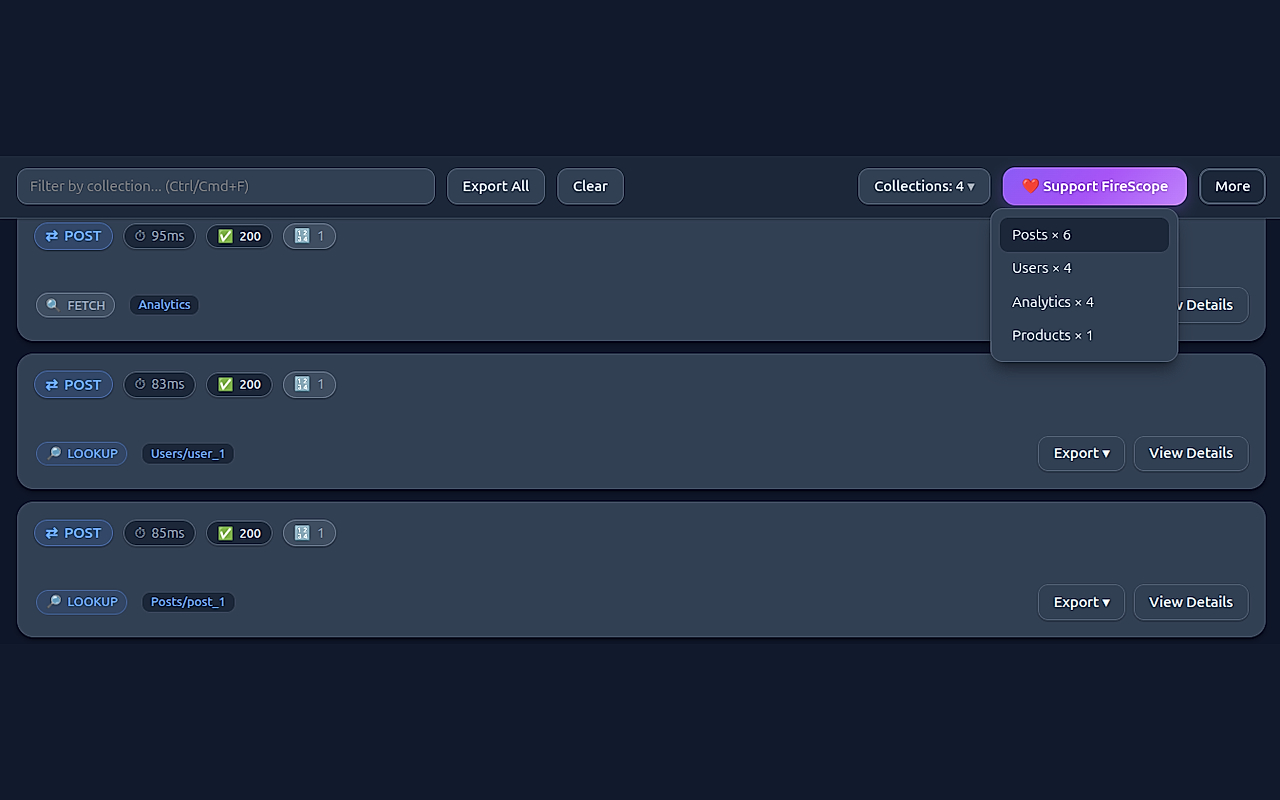 Filter by collection... (Ctrl/Cmd+F) Export All Clear Collections: 4 ▾ ❤️ Support FireScope More
⇄ POST ⏱ 95ms ✅ 200 🔢 1
Posts × 6
Users × 4
Analytics × 4
Products × 1
🔍 FETCH Analytics Details
⇄ POST ⏱ 83ms ✅ 200 🔢 1
🔎 LOOKUP Users/user_1 Export ▾ View Details
⇄ POST ⏱ 85ms ✅ 200 🔢 1
🔎 LOOKUP Posts/post_1 Export ▾ View Details